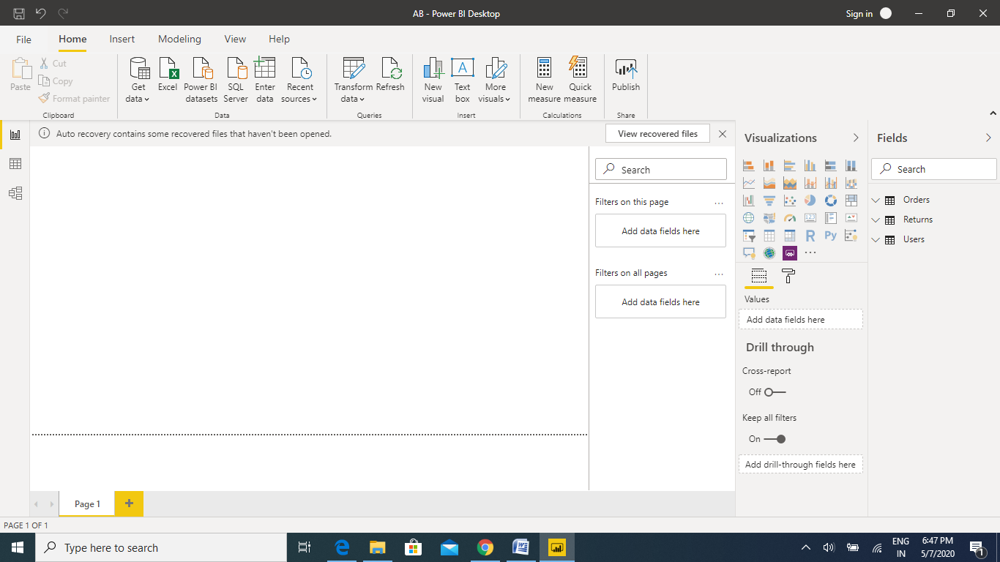 AB - Power BI Desktop
Sign in
File
Home
Insert
Modeling
View
Help
Paste
Cut
Copy
Format painter
Clipboard
Get
data
Excel
Power BI
datasets
SQL
Server
Enter
data
Recent
sources
Data
Transform
data
Refresh
Queries
New
visual
A
Text
box
More
visuals
Insert
New
measure
Quick
measure
Calculations
Publish
Share
Auto recovery contains some recovered files that haven't been opened.
View recovered files
Search
Filters on this page
...
Add data fields here
Filters on all pages
...
Add data fields here
Visualizations
123
R
Py
...
Values
Add data fields here
Drill through
Cross-report
Off
Keep all filters
On
Add drill-through fields here
Fields
Search
Orders
Returns
Users
Page 1
+
PAGE 1 OF 1
Type here to search
ENG
IN
6:47 PM
5/7/2020
1